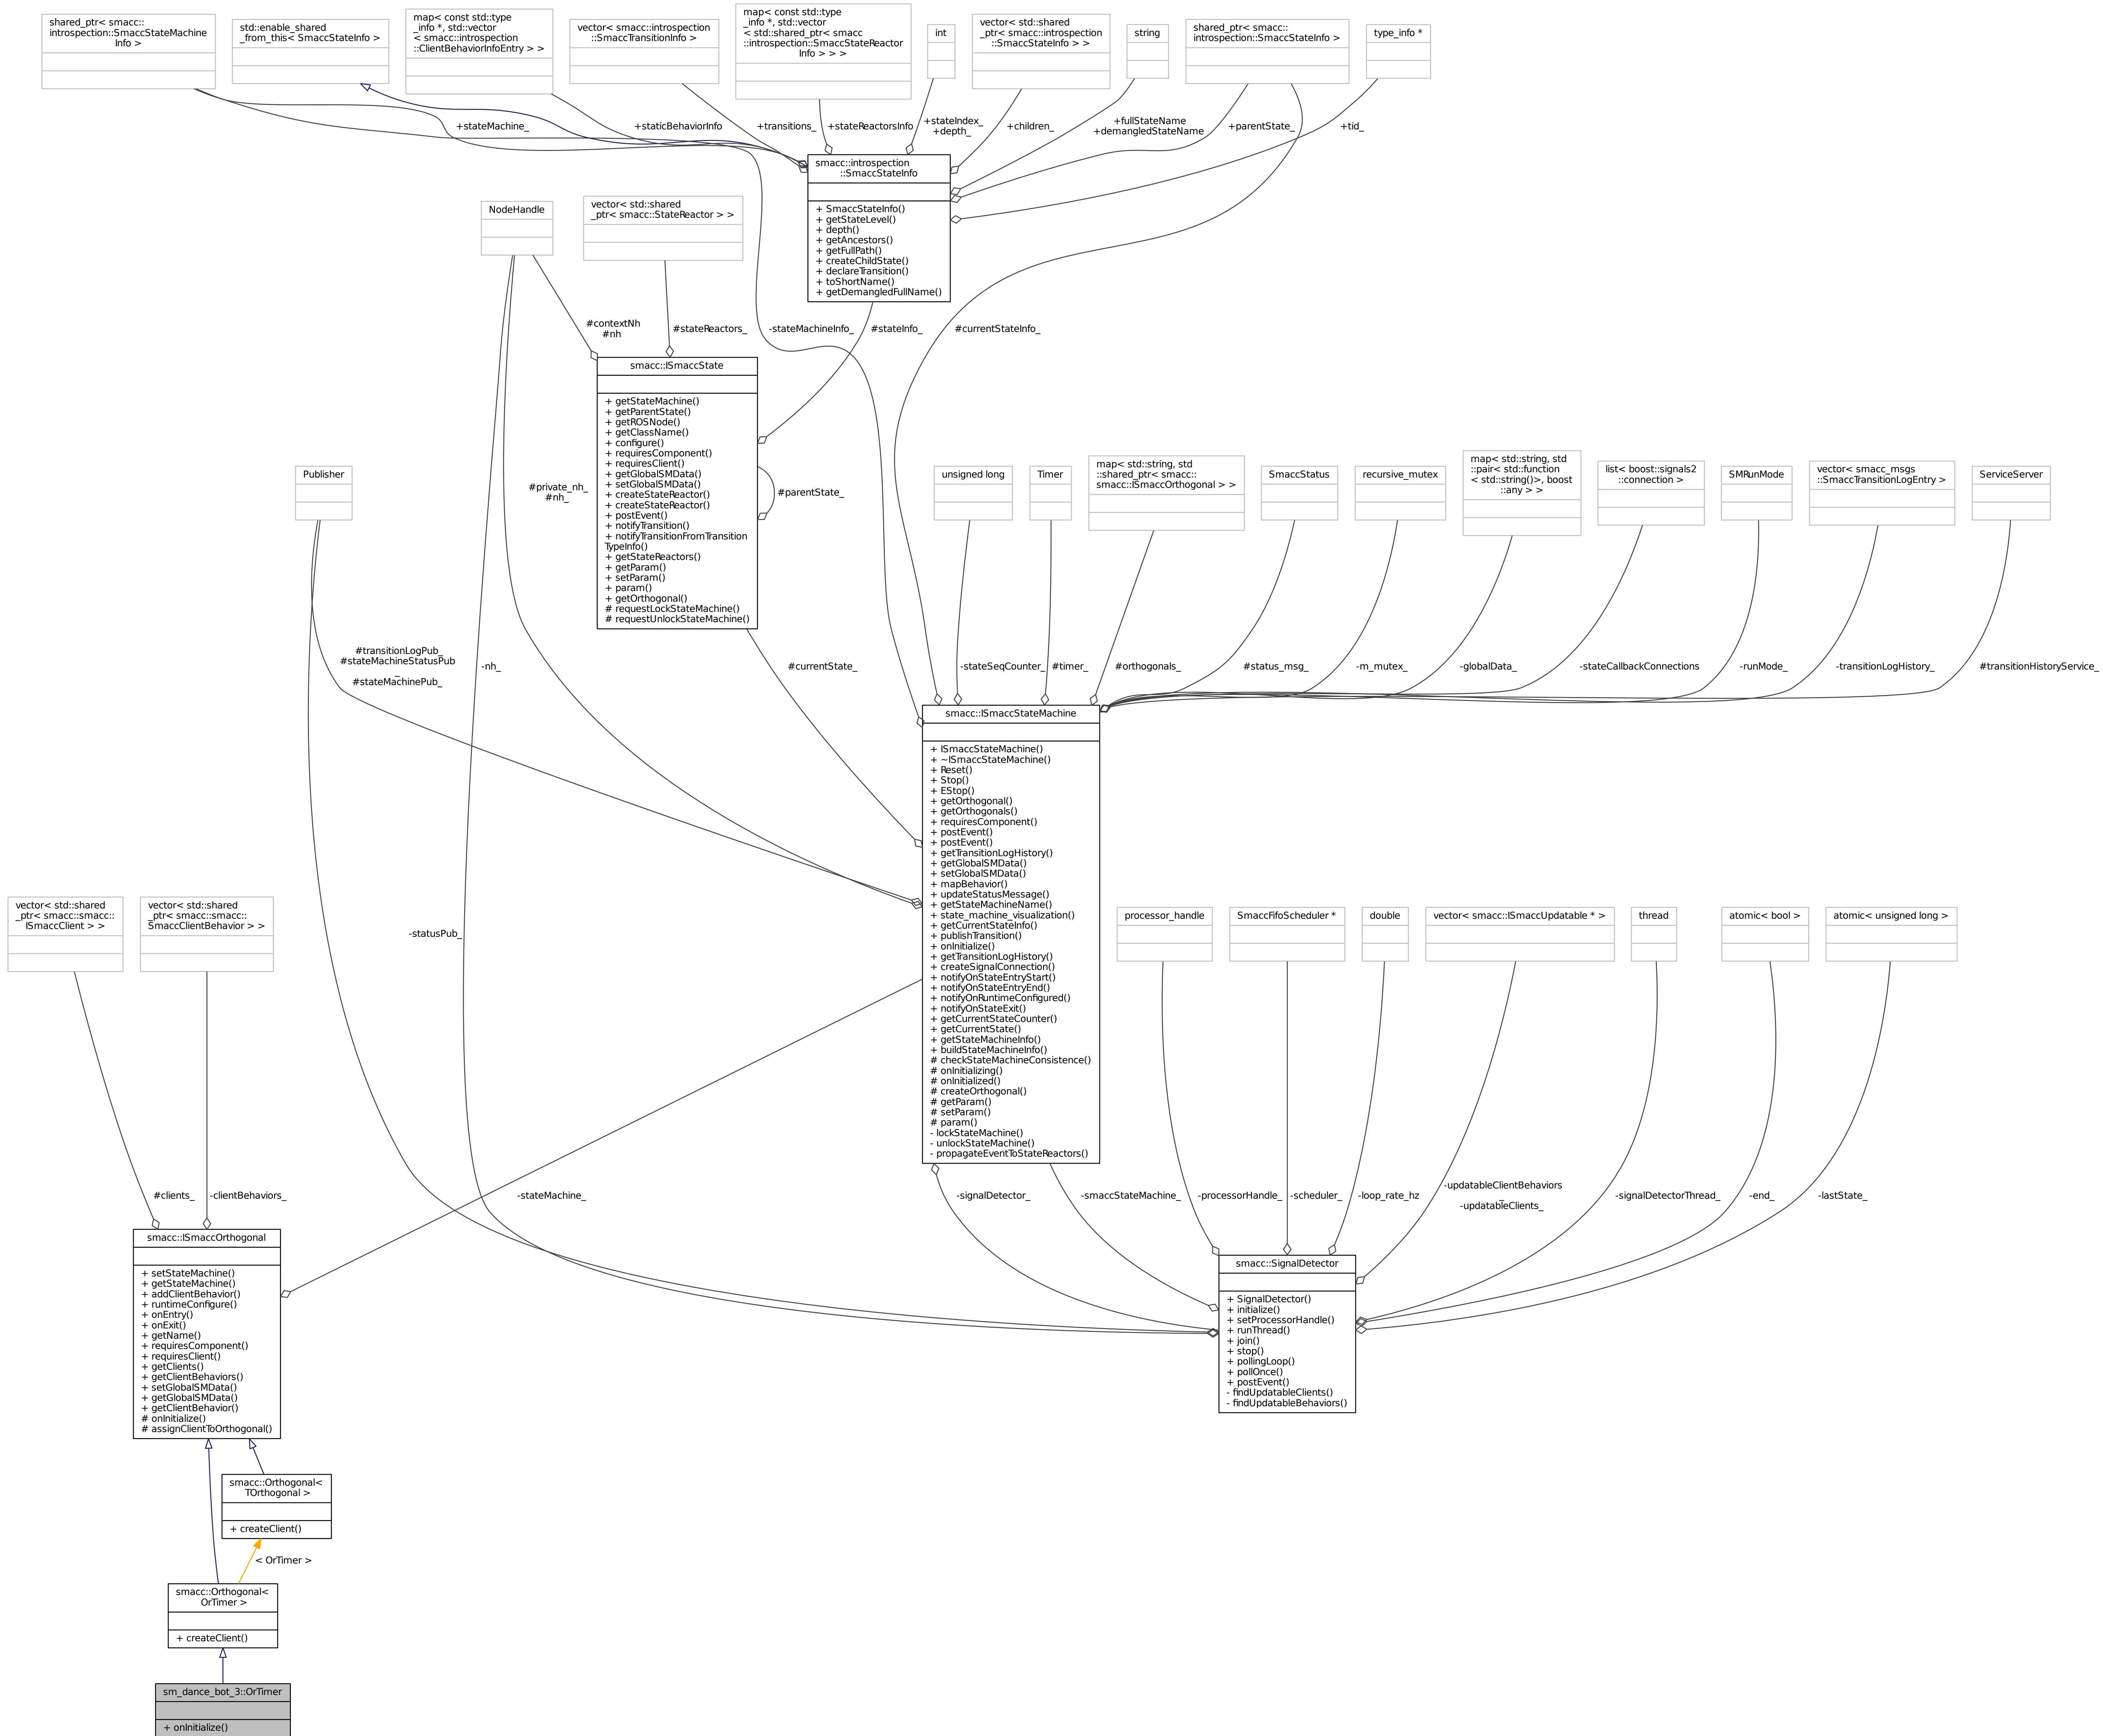 shared_ptr< smacc::
introspection::SmaccStateMachine
Info >
std::enable_shared
_from_this< SmaccStateInfo >
map< const std::type
_info *, std::vector
< smacc::introspection
::ClientBehaviorInfoEntry > >
vector< smacc::introspection
::SmaccTransitionInfo >
map< const std::type
_info *, std::vector
< std::shared_ptr< smacc
::introspection::SmaccStateReactor
Info > > >
int
vector< std::shared
_ptr< smacc::introspection
::SmaccStateInfo > >
string
shared_ptr< smacc::
introspection::SmaccStateInfo >
type_info *
+stateMachine_
+staticBehaviorInfo
+transitions_
+stateReactorsInfo
+stateIndex_
+depth_
+children_
+fullStateName
+demangledStateName
+parentState_
+tid_
smacc::introspection
::SmaccStateInfo
+ SmaccStateInfo()
+ getStateLevel()
+ depth()
+ getAncestors()
+ getFullPath()
+ createChildState()
+ declareTransition()
+ toShortName()
+ getDemangledFullName()
NodeHandle
vector< std::shared
_ptr< smacc::StateReactor > >
#contextNh
#nh
#stateReactors_
-stateMachineInfo_
#stateInfo_
#currentStateInfo_
smacc::ISmaccState
+ getStateMachine()
+ getParentState()
+ getROSNode()
+ getClassName()
+ configure()
+ requiresComponent()
+ requiresClient()
+ getGlobalSMData()
+ setGlobalSMData()
+ createStateReactor()
+ createStateReactor()
+ postEvent()
+ notifyTransition()
+ notifyTransitionFromTransition
TypeInfo()
+ getStateReactors()
+ getParam()
+ setParam()
+ param()
+ getOrthogonal()
# requestLockStateMachine()
# requestUnlockStateMachine()
#parentState_
Publisher
#private_nh_
#nh_
unsigned long
Timer
map< std::string, std
::shared_ptr< smacc::
smacc::ISmaccOrthogonal > >
SmaccStatus
recursive_mutex
map< std::string, std
::pair< std::function
< std::string()>, boost
::any > >
list< boost::signals2
::connection >
SMRunMode
vector< smacc_msgs
::SmaccTransitionLogEntry >
ServiceServer
#transitionLogPub_
#stateMachineStatusPub
_
#stateMachinePub_
-nh_
#currentState_
-stateSeqCounter_
#timer_
#orthogonals_
#status_msg_
-m_mutex_
-globalData_
-stateCallbackConnections
-runMode_
-transitionLogHistory_
#transitionHistoryService_
smacc::ISmaccStateMachine
+ ISmaccStateMachine()
+ ~ISmaccStateMachine()
+ Reset()
+ Stop()
+ EStop()
+ getOrthogonal()
+ getOrthogonals()
+ requiresComponent()
+ postEvent()
+ postEvent()
+ getTransitionLogHistory()
+ getGlobalSMData()
+ setGlobalSMData()
+ mapBehavior()
+ updateStatusMessage()
+ getStateMachineName()
+ state_machine_visualization()
+ getCurrentStateInfo()
+ publishTransition()
+ onInitialize()
+ getTransitionLogHistory()
+ createSignalConnection()
+ notifyOnStateEntryStart()
+ notifyOnStateEntryEnd()
+ notifyOnRuntimeConfigured()
+ notifyOnStateExit()
+ getCurrentStateCounter()
+ getCurrentState()
+ getStateMachineInfo()
+ buildStateMachineInfo()
# checkStateMachineConsistence()
# onInitializing()
# onInitialized()
# createOrthogonal()
# getParam()
# setParam()
# param()
- lockStateMachine()
- unlockStateMachine()
- propagateEventToStateReactors()
vector< std::shared
_ptr< smacc::smacc::
ISmaccClient > >
vector< std::shared
_ptr< smacc::smacc::
SmaccClientBehavior > >
-statusPub_
processor_handle
SmaccFifoScheduler *
double
vector< smacc::ISmaccUpdatable * >
thread
atomic< bool >
atomic< unsigned long >
#clients_
-clientBehaviors_
-stateMachine_
-signalDetector_
-smaccStateMachine_
-processorHandle_
-scheduler_
-loop_rate_hz
-updatableClientBehaviors
_
-updatableClients_
-signalDetectorThread_
-end_
-lastState_
smacc::ISmaccOrthogonal
+ setStateMachine()
+ getStateMachine()
+ addClientBehavior()
+ runtimeConfigure()
+ onEntry()
+ onExit()
+ getName()
+ requiresComponent()
+ requiresClient()
+ getClients()
+ getClientBehaviors()
+ setGlobalSMData()
+ getGlobalSMData()
+ getClientBehavior()
# onInitialize()
# assignClientToOrthogonal()
smacc::SignalDetector
+ SignalDetector()
+ initialize()
+ setProcessorHandle()
+ runThread()
+ join()
+ stop()
+ pollingLoop()
+ pollOnce()
+ postEvent()
- findUpdatableClients()
- findUpdatableBehaviors()
smacc::Orthogonal<
TOrthogonal >
+ createClient()
< OrTimer >
smacc::Orthogonal<
OrTimer >
+ createClient()
sm_dance_bot_3::OrTimer
+ onInitialize()